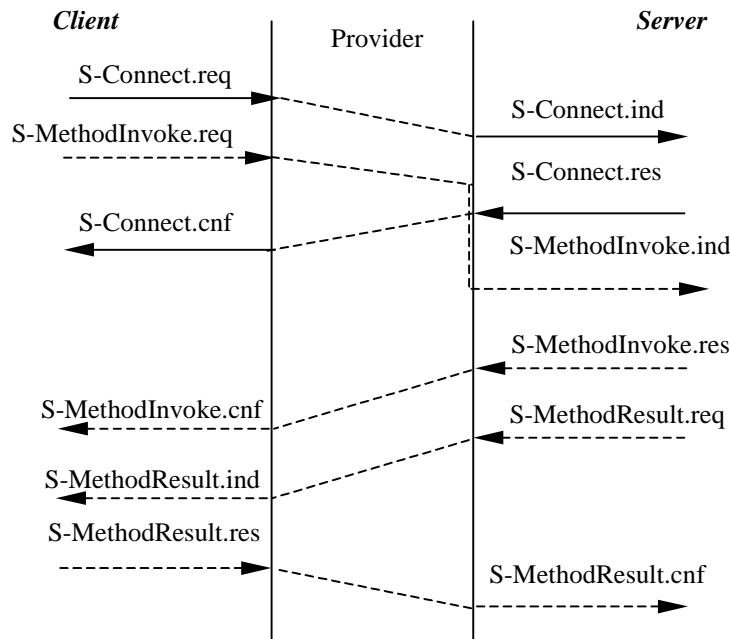 Client
Provider
Server
S-Connect.req
S-Connect.ind
S-MethodInvoke.req
S-Connect.res
S-Connect.cnf
S-MethodInvoke.ind
S-MethodInvoke.res
S-MethodInvoke.cnf
S-MethodResult.req
S-MethodResult.ind
S-MethodResult.res
S-MethodResult.cnf